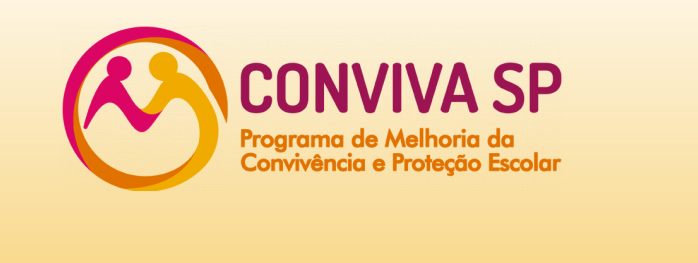 CONVIVA SP
Programa de Melhoria da
Convivência e Proteção Escolar